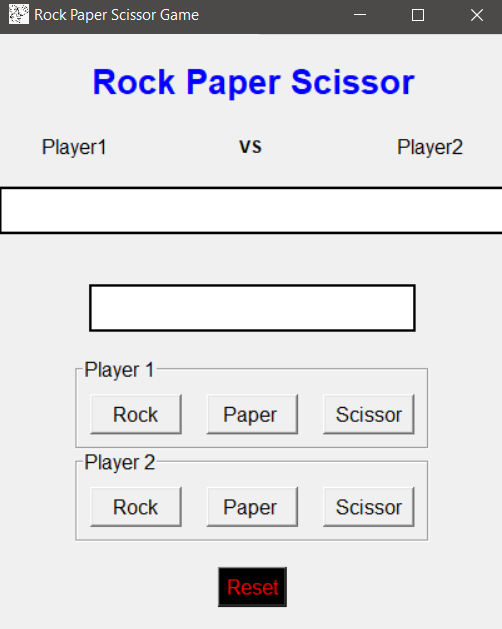 Rock Paper Scissor Game
Rock Paper Scissor
Player1 vs Player2
Player 1
Rock Paper Scissor
Player 2
Rock Paper Scissor
Reset